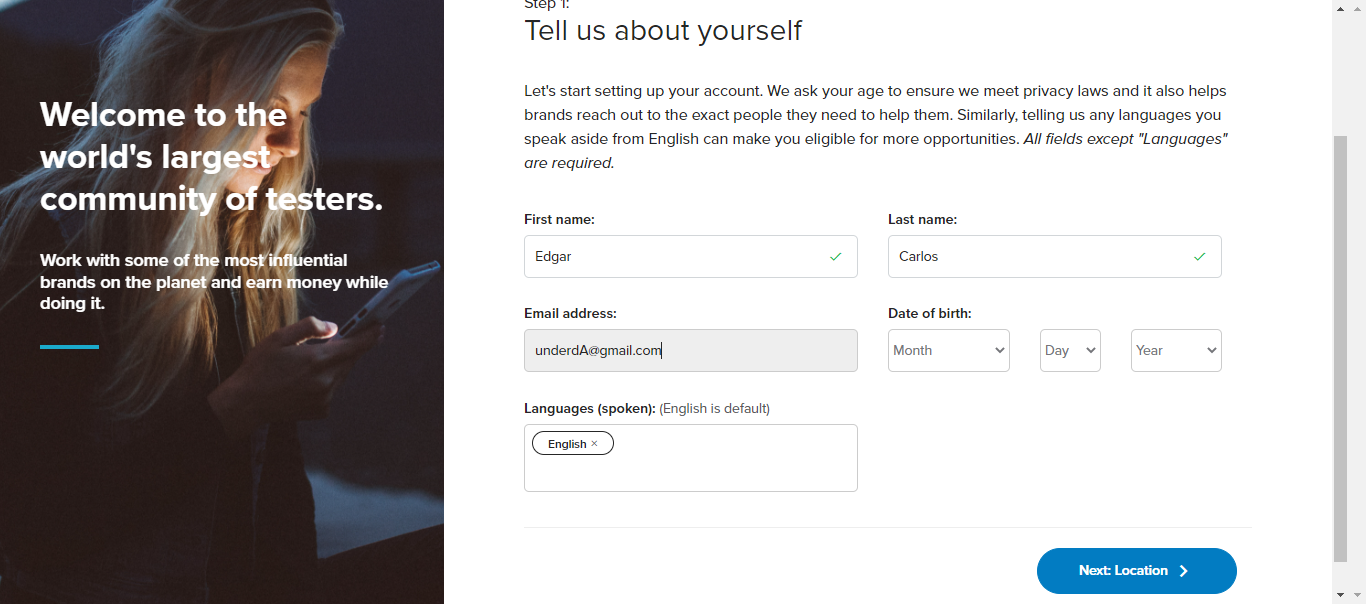 Welcome to the
world's largest
community of testers.
Work with some of the most influential
brands on the planet and earn money while
doing it.
Step 1:
Tell us about yourself
Let's start setting up your account. We ask your age to ensure we meet privacy laws and it also helps
brands reach out to the exact people they need to help them. Similarly, telling us any languages you
speak aside from English can make you eligible for more opportunities. All fields except "Languages"
are required.
First name:
Last name:
Edgar
Carlos
Email address:
Date of birth:
underdA@gmail.com
Month
Day
Year
Languages (spoken): (English is default)
English ×
Next: Location